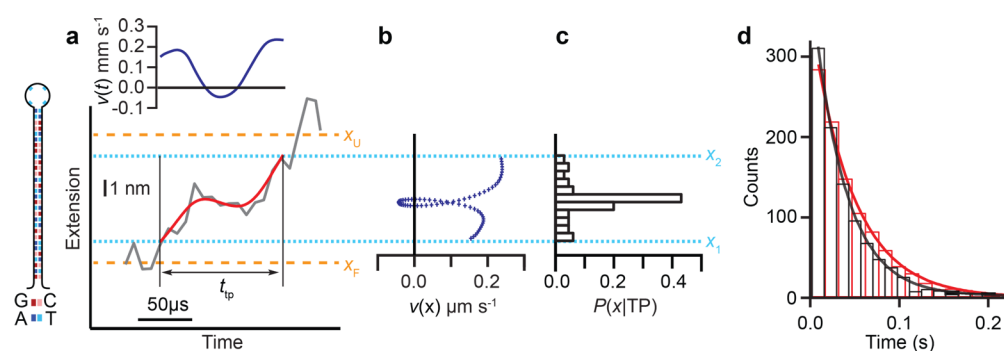 a
b
c
d
v(t) mm s⁻¹
0.3
0.2
0.1
0.0
-0.1
Extension
1 nm
x_U
x_2
x_1
x_F
t_tp
50μs
Time
G C
A T
0.0
0.2
v(x) μm s⁻¹
0.0
0.2
0.4
P(x|TP)
Counts
300
200
100
0
0.0
0.1
0.2
Time (s)